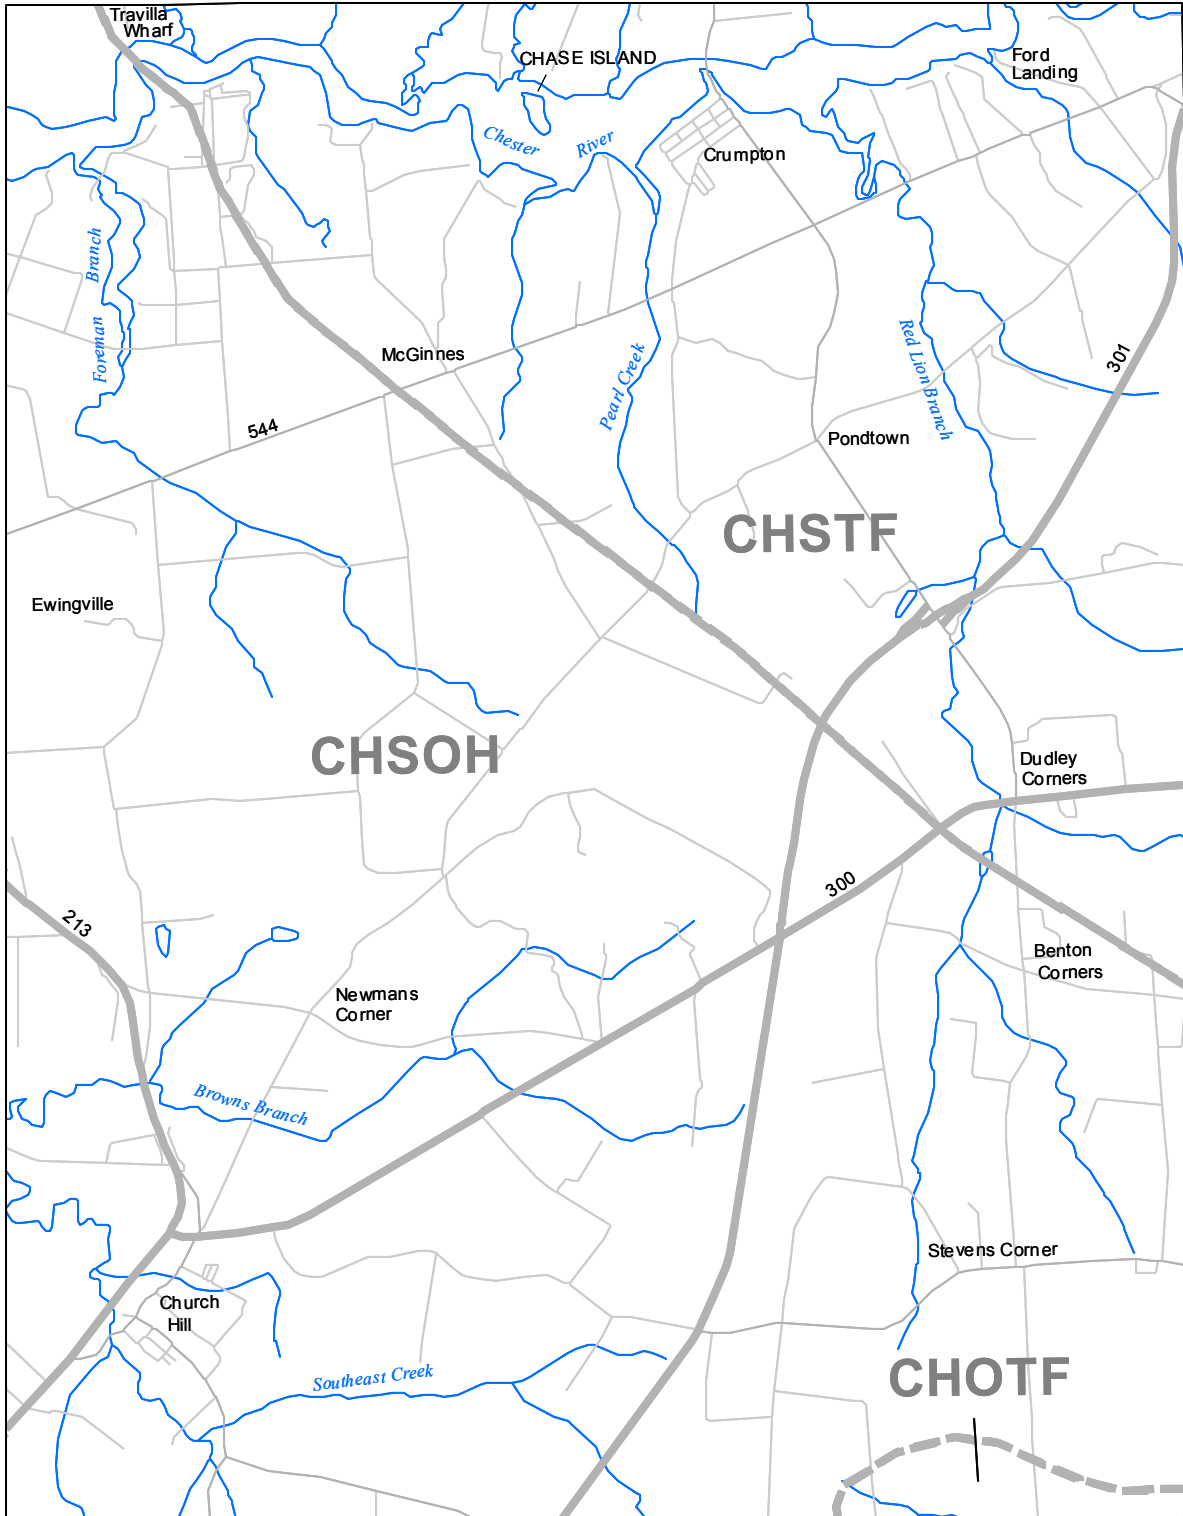 Travilla
Wharf
CHASE ISLAND
Ford
Landing
Chester
River
Crumpton
Foreman Branch
McGinnes
Pearl Creek
Red Lion Branch
301
544
Pondtown
CHSTF
Ewingville
CHSOH
Dudley
Corners
300
213
Benton
Corners
Newmans
Corner
Browns Branch
Stevens Corner
Church
Hill
Southeast Creek
CHOTF